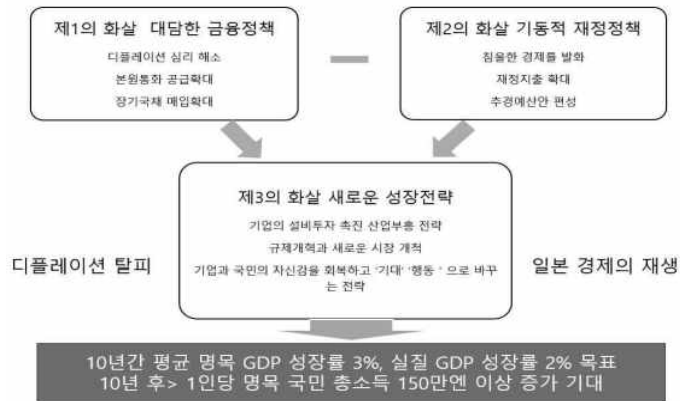 제1의 화살 대담한 금융정책
디플레이션 심리 해소
본원통화 공급확대
장기국채 매입확대
제2의 화살 기동적 재정정책
침울한 경제를 발화
재정지출 확대
추경예산안 편성
제3의 화살 새로운 성장전략
기업의 설비투자 촉진 산업부흥 전략
규제개혁과 새로운 시장 개척
기업과 국민의 자신감을 회복하고 '기대' '행동 ' 으로 바꾸
는 전략
디플레이션 탈피
일본 경제의 재생
10년간 평균 명목 GDP 성장률 3%, 실질 GDP 성장률 2% 목표
10년 후> 1인당 명목 국민 총소득 150만엔 이상 증가 기대